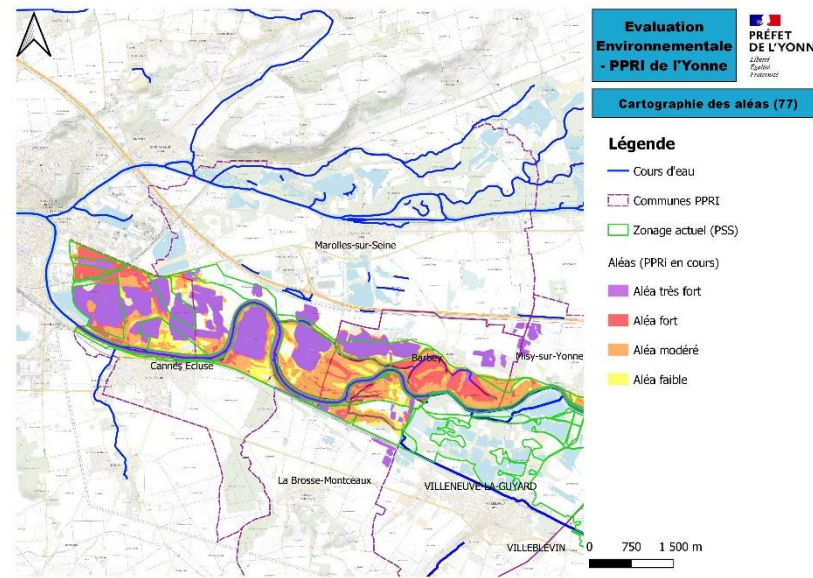 Evaluation
Environnementale
- PPRI de l'Yonne
PRÉFET
DE L'YONNE
Liberté
Égalité
Fraternité
Cartographie des aléas (77)
Légende
Cours d'eau
Communes PPRI
Zonage actuel (PSS)
Aléas (PPRi en cours)
Aléa très fort
Aléa fort
Aléa modéré
Aléa faible
Marolles-sur-Seine
Cannes Ecluse
Barbey
Misy-sur-Yonne
La Brosse-Montceaux
VILLENEUVE-LA-GUYARD
VILLEBLEVIN
0 750 1 500 m